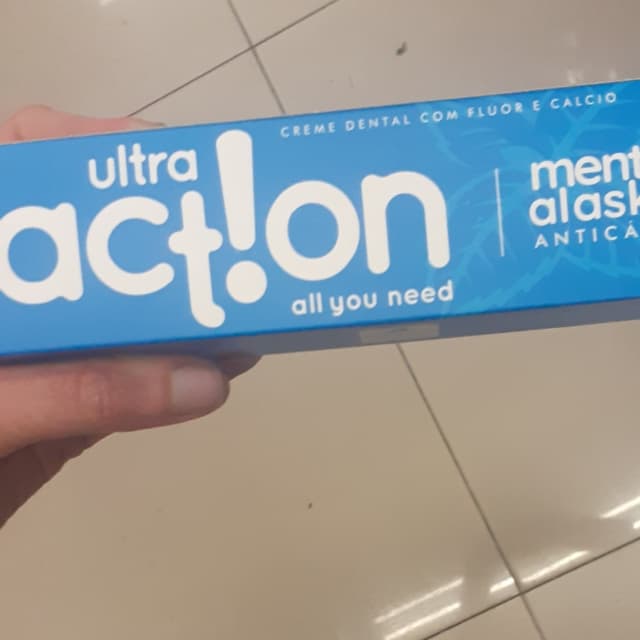 CREME DENTAL COM FLUOR E CALCIO
ultra
act!on
all you need